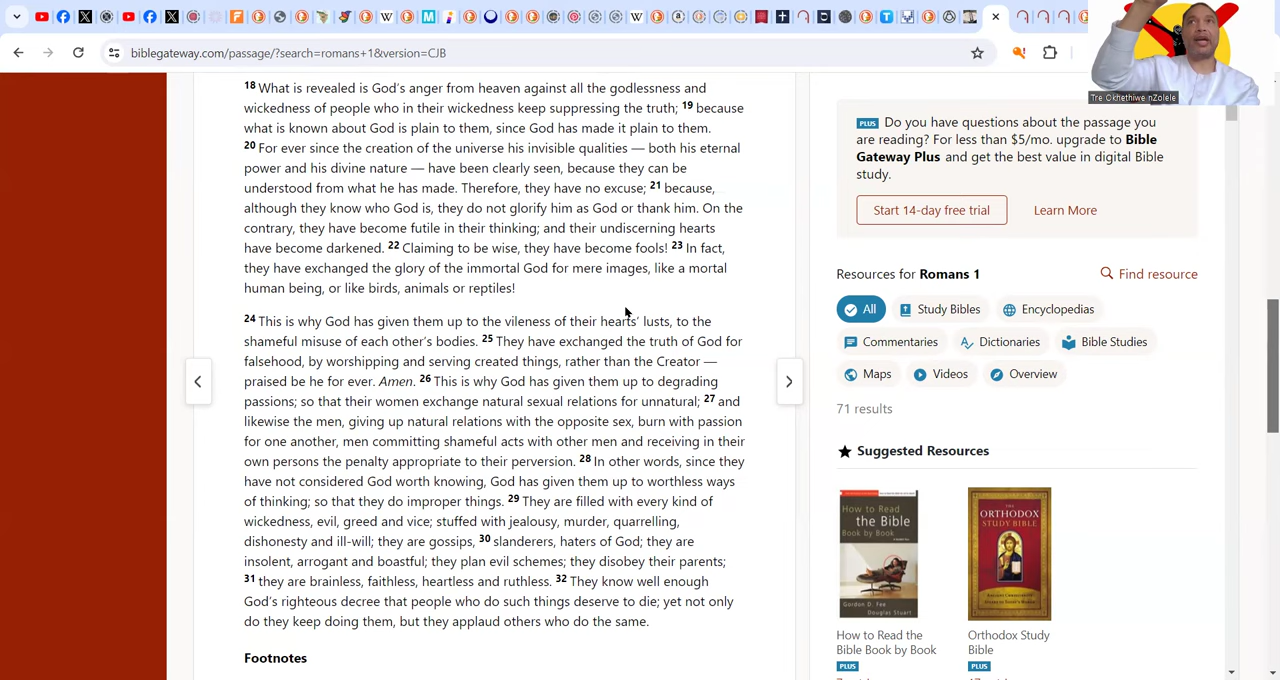 biblegateway.com/passage/?search=romans+1&version=CJB
Tre Okhethiwe nZolele
18 What is revealed is God's anger from heaven against all the godlessness and
wickedness of people who in their wickedness keep suppressing the truth; 19 because
what is known about God is plain to them, since God has made it plain to them.
20 For ever since the creation of the universe his invisible qualities — both his eternal
power and his divine nature — have been clearly seen, because they can be
understood from what he has made. Therefore, they have no excuse; 21 because,
although they know who God is, they do not glorify him as God or thank him. On the
contrary, they have become futile in their thinking; and their undiscerning hearts
have become darkened. 22 Claiming to be wise, they have become fools! 23 In fact,
they have exchanged the glory of the immortal God for mere images, like a mortal
human being, or like birds, animals or reptiles!
24 This is why God has given them up to the vileness of their hearts' lusts, to the
shameful misuse of each other's bodies. 25 They have exchanged the truth of God for
falsehood, by worshipping and serving created things, rather than the Creator —
praised be he for ever. Amen. 26 This is why God has given them up to degrading
passions; so that their women exchange natural sexual relations for unnatural; 27 and
likewise the men, giving up natural relations with the opposite sex, burn with passion
for one another, men committing shameful acts with other men and receiving in their
own persons the penalty appropriate to their perversion. 28 In other words, since they
have not considered God worth knowing, God has given them up to worthless ways
of thinking; so that they do improper things. 29 They are filled with every kind of
wickedness, evil, greed and vice; stuffed with jealousy, murder, quarrelling,
dishonesty and ill-will; they are gossips, 30 slanderers, haters of God; they are
insolent, arrogant and boastful; they plan evil schemes; they disobey their parents;
31 they are brainless, faithless, heartless and ruthless. 32 They know well enough
God's righteous decree that people who do such things deserve to die; yet not only
do they keep doing them, but they applaud others who do the same.
Footnotes
PLUS Do you have questions about the passage you
are reading? For less than $5/mo. upgrade to Bible
Gateway Plus and get the best value in digital Bible
study.
Start 14-day free trial
Learn More
Resources for Romans 1
Find resource
All
Study Bibles
Encyclopedias
Commentaries
Dictionaries
Bible Studies
Maps
Videos
Overview
71 results
Suggested Resources
How to Read
the Bible
Book by Book
Gordon D. Fee
Douglas Stuart
THE
ORTHODOX
STUDY BIBLE
How to Read the
Bible Book by Book
PLUS
Orthodox Study
Bible
PLUS